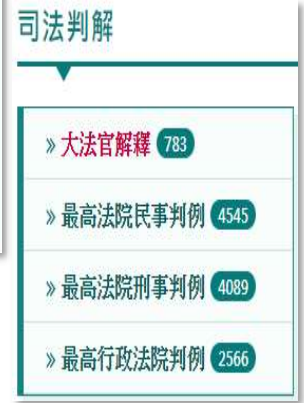 司法判解
» 大法官解釋 783
» 最高法院民事判例 4545
» 最高法院刑事判例 4089
» 最高行政法院判例 2566